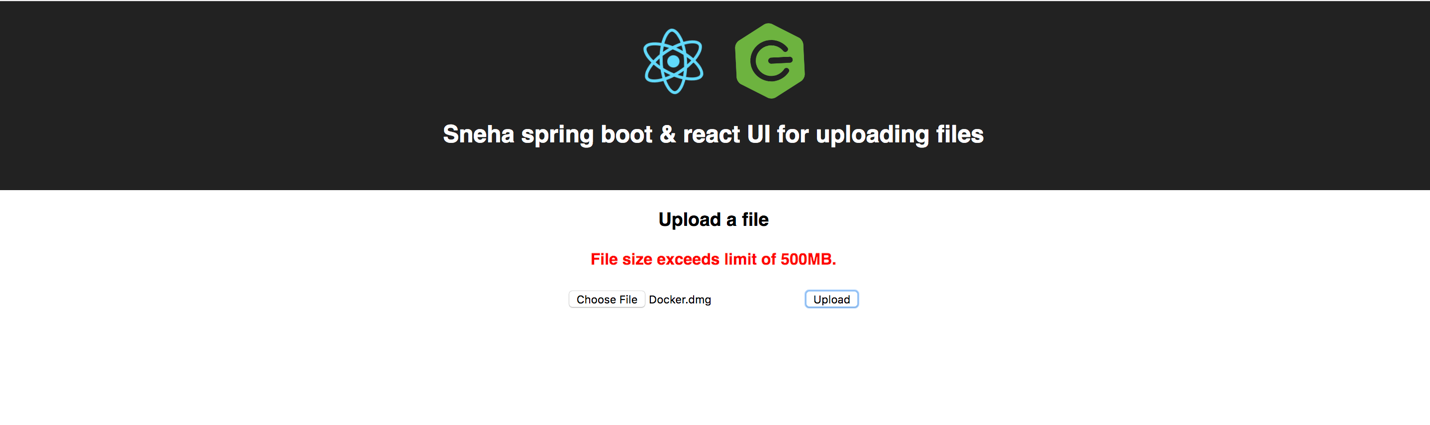 Sneha spring boot & react UI for uploading files
Upload a file
File size exceeds limit of 500MB.
Choose File Docker.dmg Upload